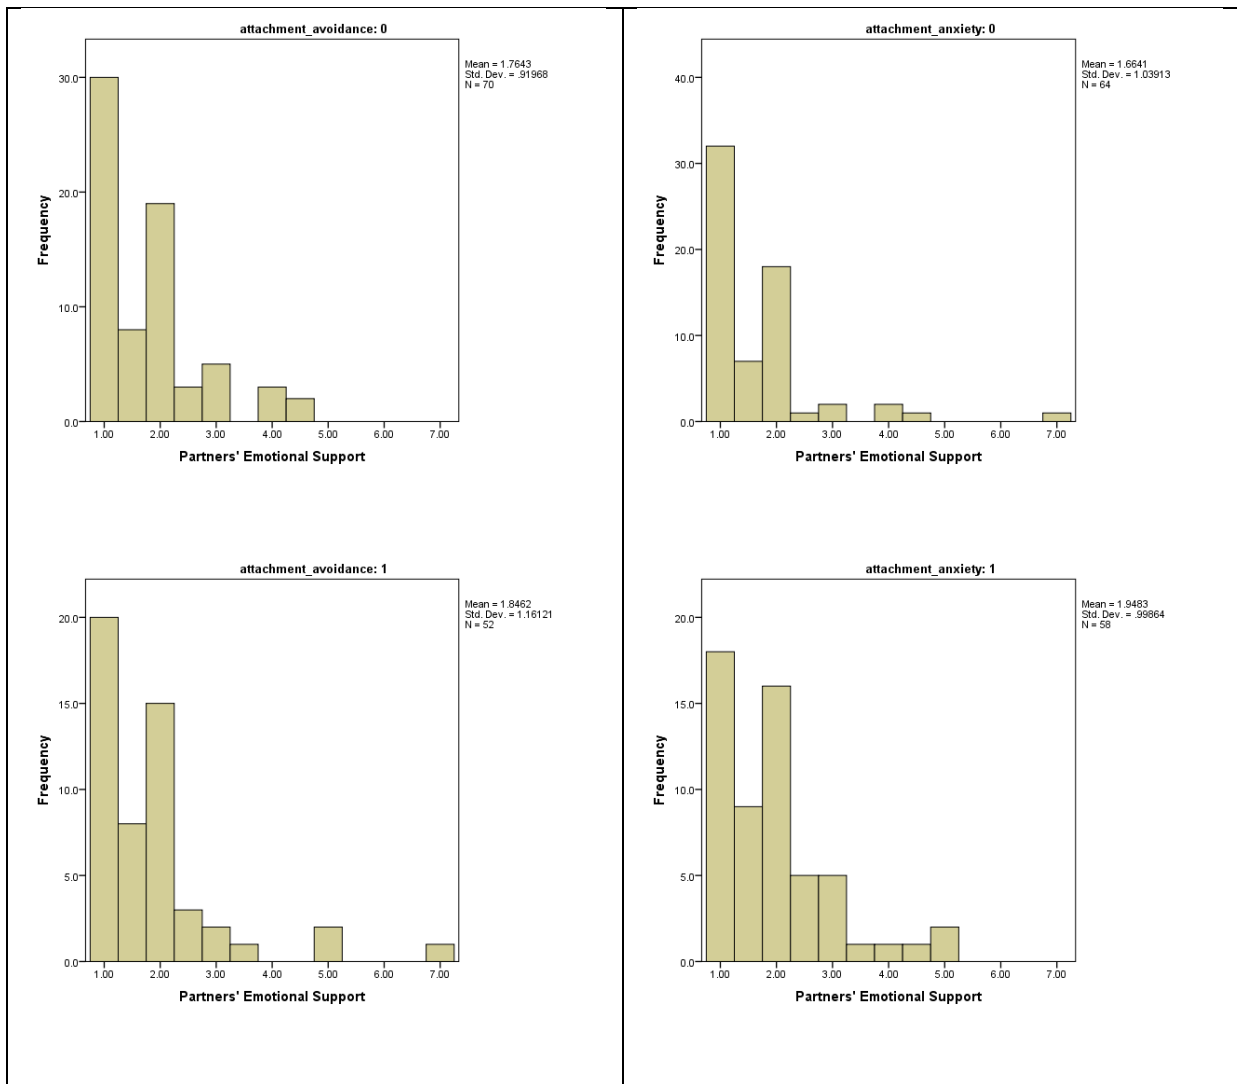 attachment_avoidance: 0
Mean = 1.7643
Std. Dev. = .91968
N = 70
30.0
20.0
10.0
0.0
Frequency
1.00 2.00 3.00 4.00 5.00 6.00 7.00
Partners' Emotional Support
attachment_anxiety: 0
Mean = 1.6641
Std. Dev. = 1.03913
N = 64
40.0
30.0
20.0
10.0
0.0
Frequency
1.00 2.00 3.00 4.00 5.00 6.00 7.00
Partners' Emotional Support
attachment_avoidance: 1
Mean = 1.8462
Std. Dev. = 1.16121
N = 52
20.0
15.0
10.0
5.0
0.0
Frequency
1.00 2.00 3.00 4.00 5.00 6.00 7.00
Partners' Emotional Support
attachment_anxiety: 1
Mean = 1.9483
Std. Dev. = .99864
N = 58
20.0
15.0
10.0
5.0
0.0
Frequency
1.00 2.00 3.00 4.00 5.00 6.00 7.00
Partners' Emotional Support